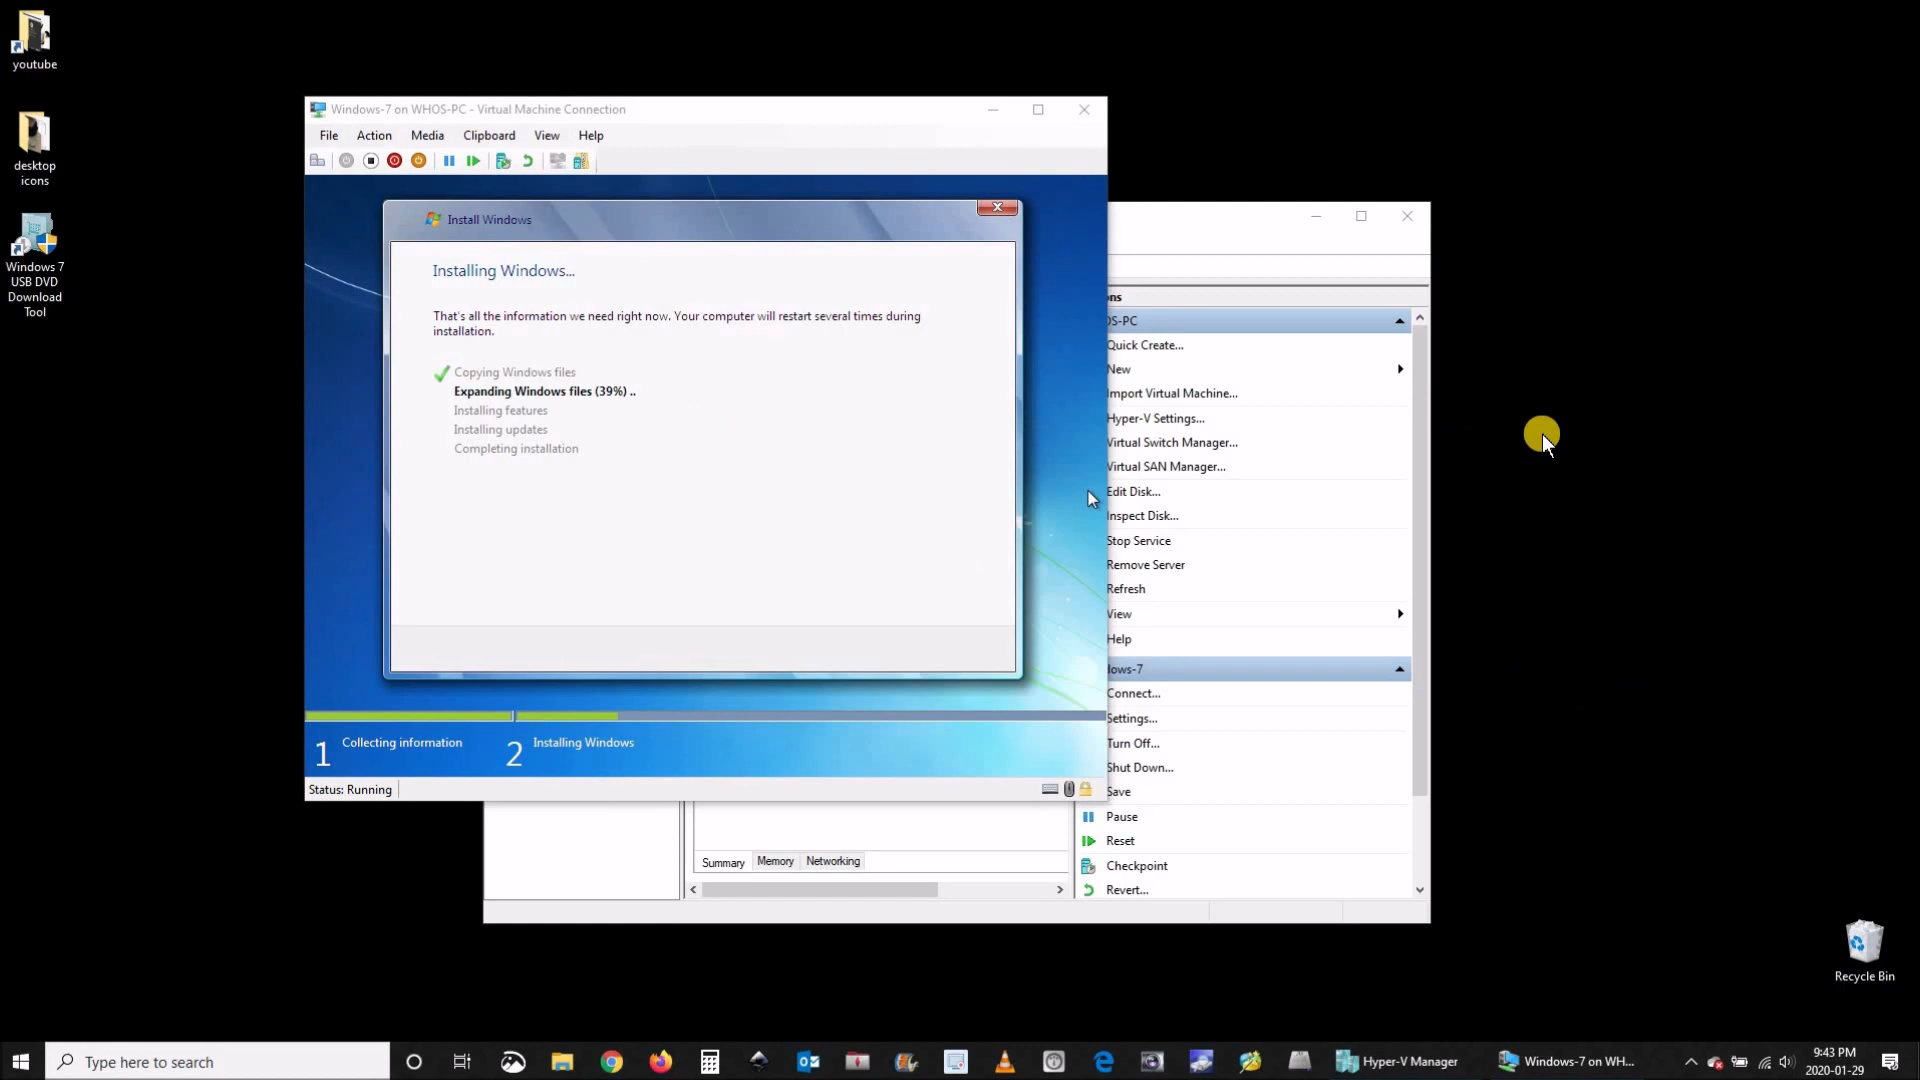 youtube
desktop
icons
Windows 7
USB DVD
Download
Tool
Windows-7 on WHOS-PC - Virtual Machine Connection
File Action Media Clipboard View Help
Install Windows
Installing Windows...
That's all the information we need right now. Your computer will restart several times during
installation.
Copying Windows files
Expanding Windows files (39%) ..
Installing features
Installing updates
Completing installation
1 Collecting information
2 Installing Windows
Status: Running
ons
OS-PC
Quick Create...
New
Import Virtual Machine...
Hyper-V Settings...
Virtual Switch Manager...
Virtual SAN Manager...
Edit Disk...
Inspect Disk...
Stop Service
Remove Server
Refresh
View
Help
dows-7
Connect...
Settings...
Turn Off...
Shut Down...
Save
Pause
Reset
Checkpoint
Revert...
Summary Memory Networking
Recycle Bin
Type here to search
Hyper-V Manager
Windows-7 on WH...
9:43 PM
2020-01-29